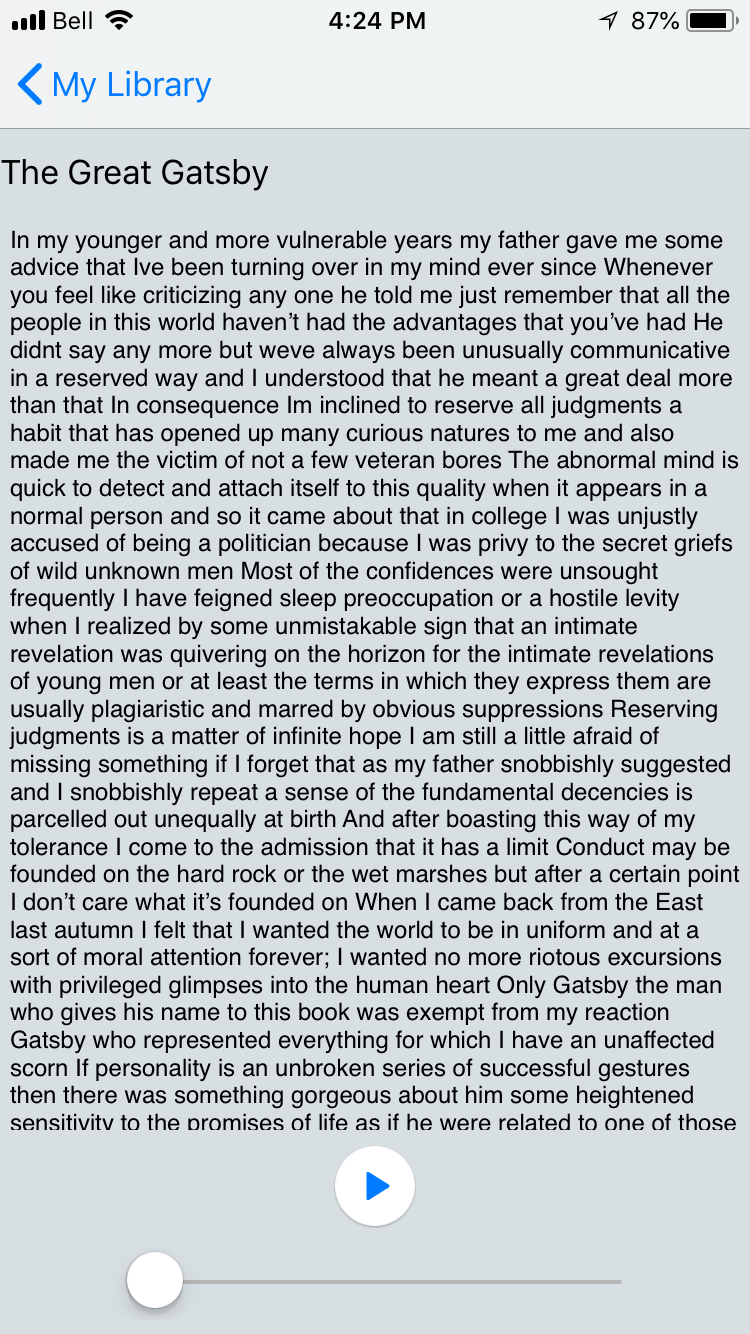 Bell 4:24 PM 87%
My Library
The Great Gatsby
In my younger and more vulnerable years my father gave me some
advice that Ive been turning over in my mind ever since Whenever
you feel like criticizing any one he told me just remember that all the
people in this world haven’t had the advantages that you’ve had He
didnt say any more but weve always been unusually communicative
in a reserved way and I understood that he meant a great deal more
than that In consequence Im inclined to reserve all judgments a
habit that has opened up many curious natures to me and also
made me the victim of not a few veteran bores The abnormal mind is
quick to detect and attach itself to this quality when it appears in a
normal person and so it came about that in college I was unjustly
accused of being a politician because I was privy to the secret griefs
of wild unknown men Most of the confidences were unsought
frequently I have feigned sleep preoccupation or a hostile levity
when I realized by some unmistakable sign that an intimate
revelation was quivering on the horizon for the intimate revelations
of young men or at least the terms in which they express them are
usually plagiaristic and marred by obvious suppressions Reserving
judgments is a matter of infinite hope I am still a little afraid of
missing something if I forget that as my father snobbishly suggested
and I snobbishly repeat a sense of the fundamental decencies is
parcelled out unequally at birth And after boasting this way of my
tolerance I come to the admission that it has a limit Conduct may be
founded on the hard rock or the wet marshes but after a certain point
I don’t care what it’s founded on When I came back from the East
last autumn I felt that I wanted the world to be in uniform and at a
sort of moral attention forever; I wanted no more riotous excursions
with privileged glimpses into the human heart Only Gatsby the man
who gives his name to this book was exempt from my reaction
Gatsby who represented everything for which I have an unaffected
scorn If personality is an unbroken series of successful gestures
then there was something gorgeous about him some heightened
sensitivity to the promises of life as if he were related to one of those